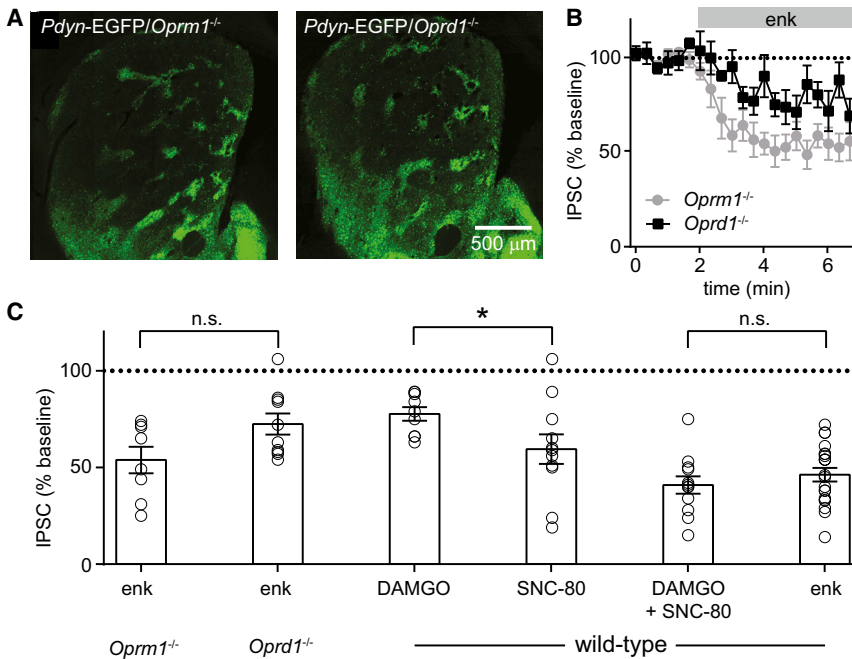 A
Pdyn-EGFP/Oprm1-/-
Pdyn-EGFP/Oprd1-/-
500 μm
B
enk
IPSC (% baseline)
100
50
0
Oprm1-/-
Oprd1-/-
0 2 4 6
time (min)
C
n.s.
*
n.s.
IPSC (% baseline)
100
50
0
enk enk DAMGO SNC-80 DAMGO + SNC-80 enk
Oprm1-/- Oprd1-/- wild-type